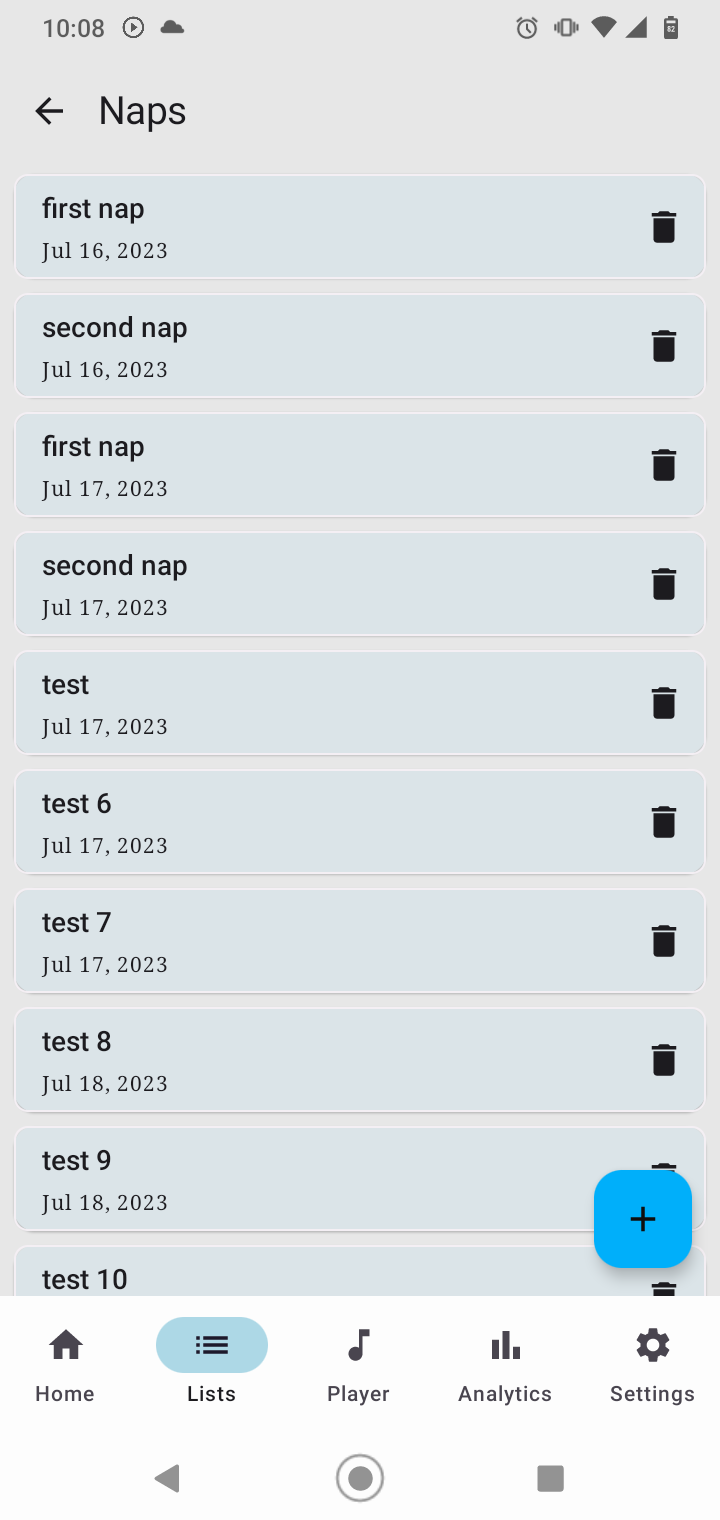 10:08
82
Naps
first nap
Jul 16, 2023
second nap
Jul 16, 2023
first nap
Jul 17, 2023
second nap
Jul 17, 2023
test
Jul 17, 2023
test 6
Jul 17, 2023
test 7
Jul 17, 2023
test 8
Jul 18, 2023
test 9
Jul 18, 2023
test 10
Home Lists Player Analytics Settings